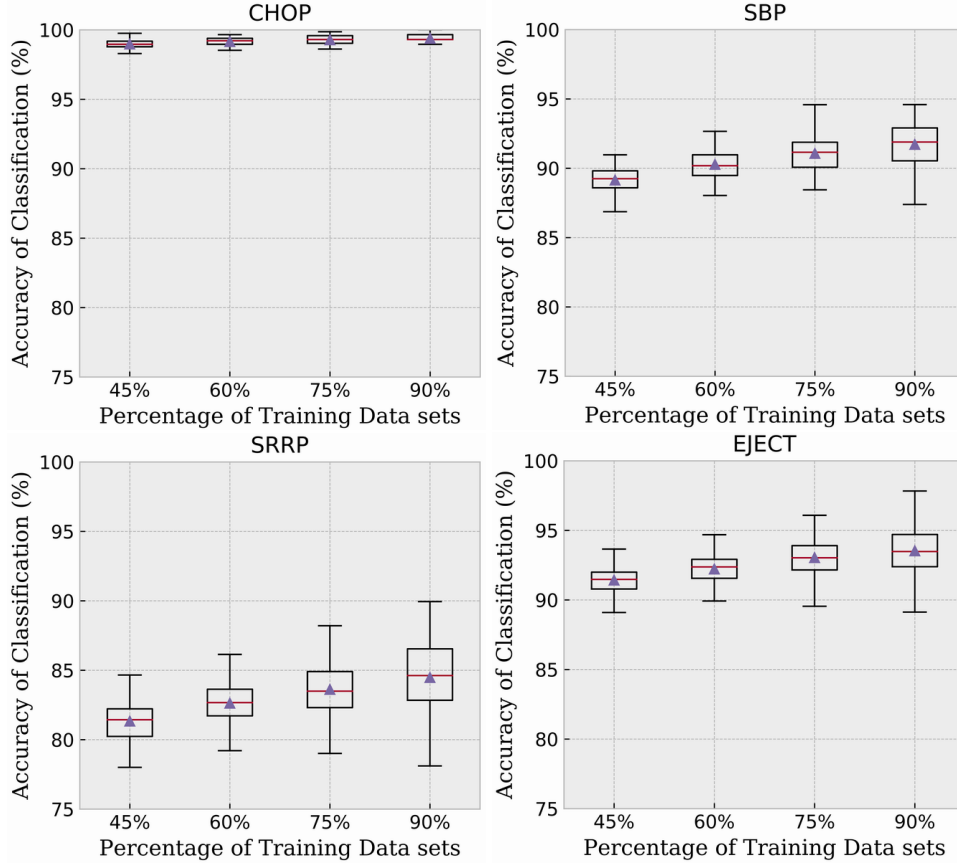 CHOP
Accuracy of Classification (%)
100
95
90
85
80
75
45% 60% 75% 90%
Percentage of Training Data sets
SBP
Accuracy of Classification (%)
100
95
90
85
80
75
45% 60% 75% 90%
Percentage of Training Data sets
SRRP
Accuracy of Classification (%)
100
95
90
85
80
75
45% 60% 75% 90%
Percentage of Training Data sets
EJECT
Accuracy of Classification (%)
100
95
90
85
80
75
45% 60% 75% 90%
Percentage of Training Data sets